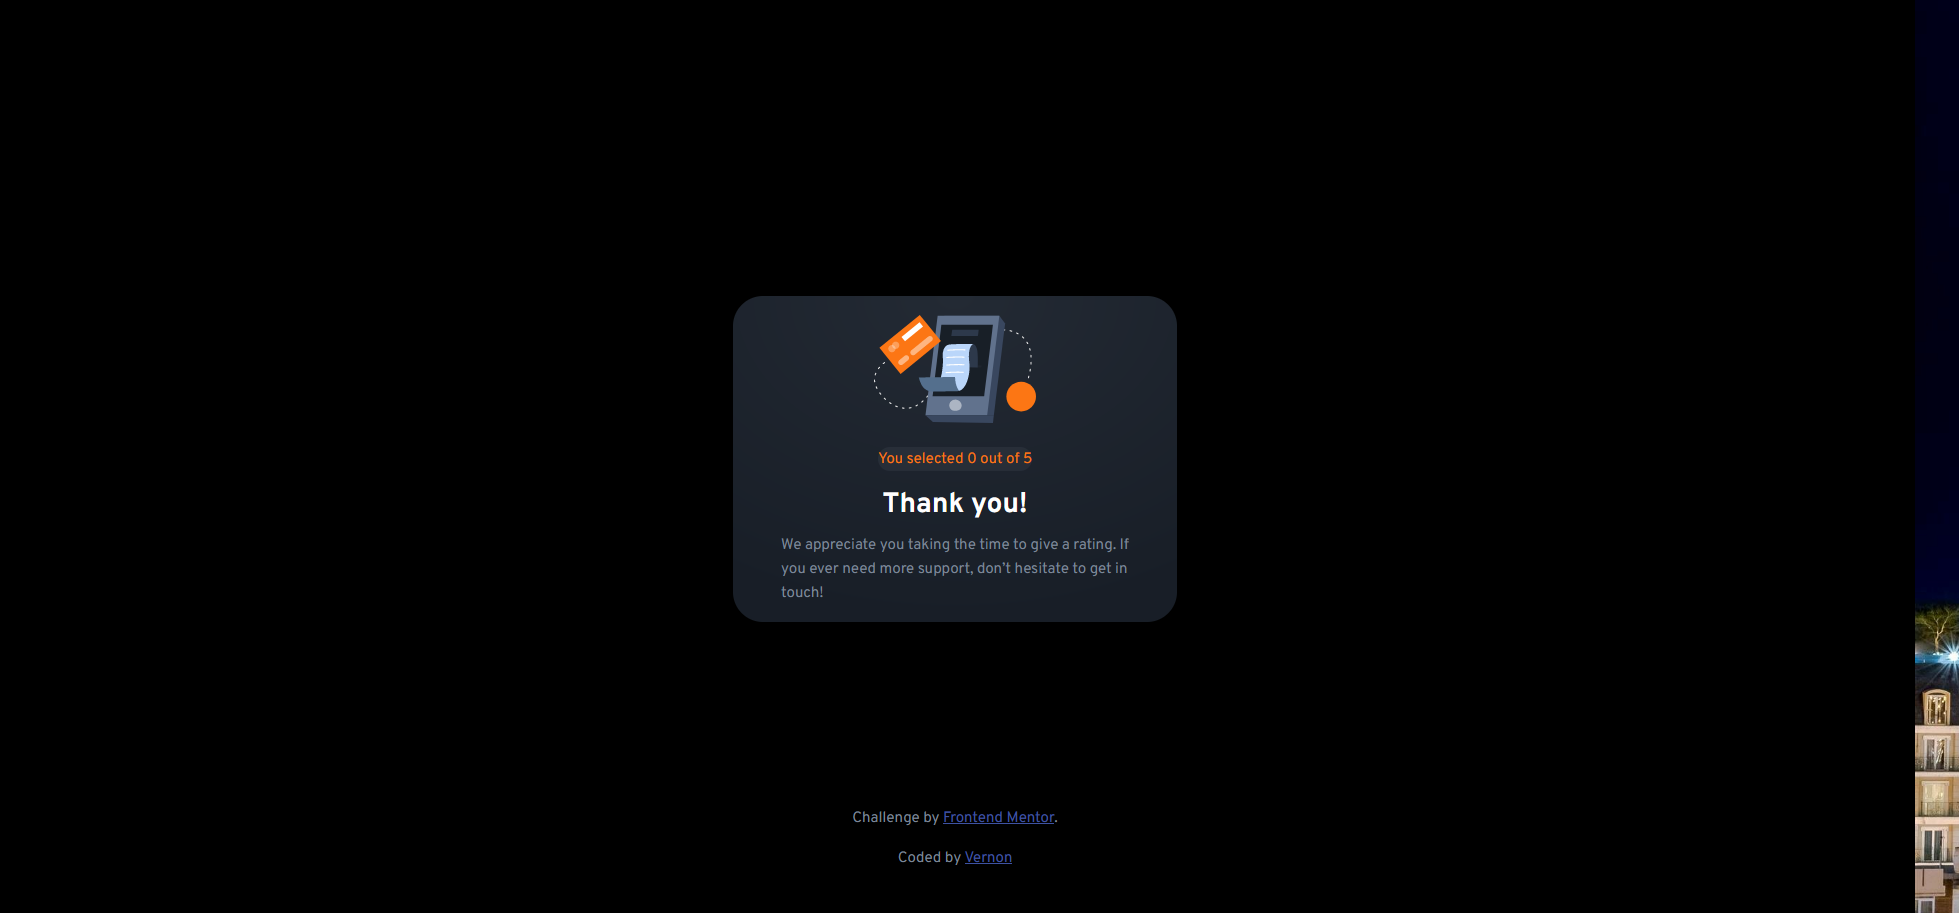 You selected 0 out of 5
Thank you!
We appreciate you taking the time to give a rating. If
you ever need more support, don’t hesitate to get in
touch!
Challenge by Frontend Mentor.
Coded by Vernon